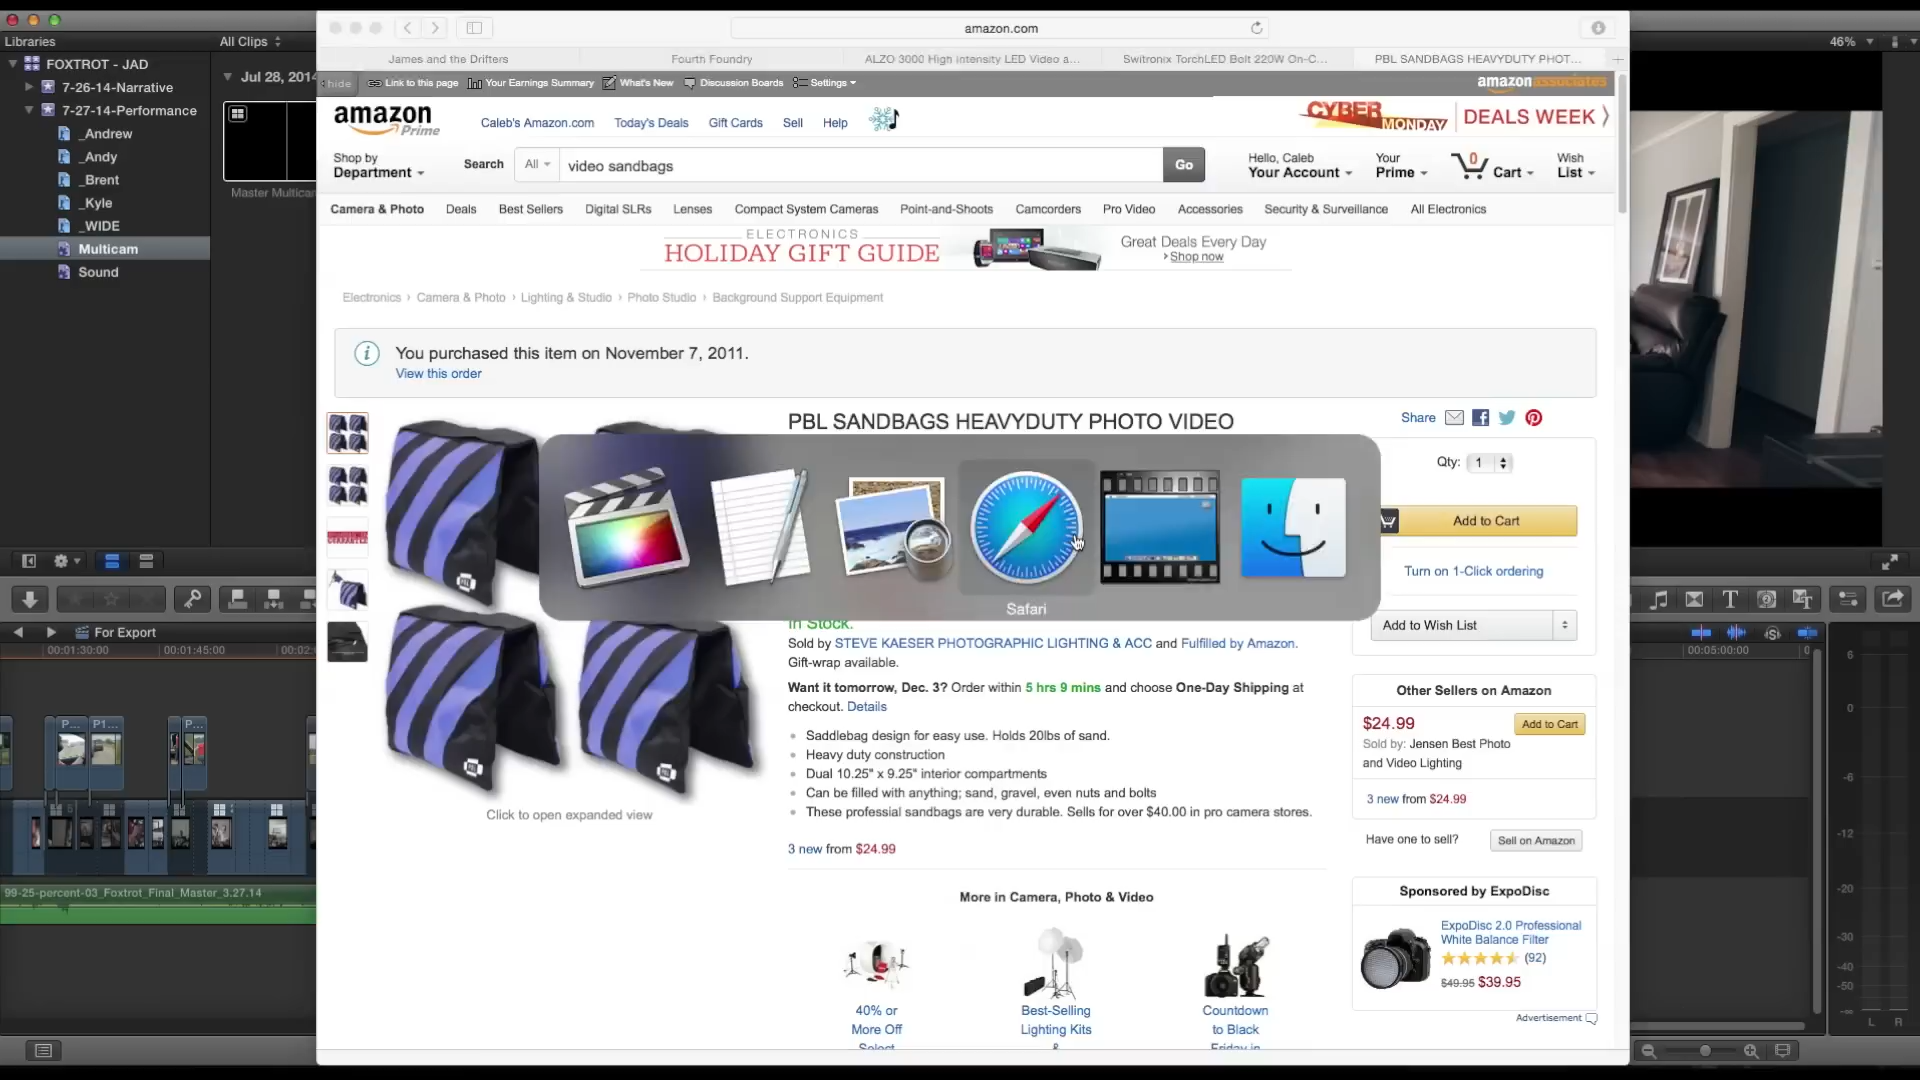 Libraries
All Clips
FOXTROT - JAD
7-26-14-Narrative
7-27-14-Performance
_Andrew
_Andy
_Brent
_Kyle
_WIDE
Multicam
Sound
Jul 28, 2014
Master Multicam
46%
amazon.com
James and the Drifters
Fourth Foundry
ALZO 3000 High Intensity LED Video a...
Switronix TorchLED Bolt 220W On-C...
PBL SANDBAGS HEAVYDUTY PHOT...
hide
Link to this page
Your Earnings Summary
What's New
Discussion Boards
Settings
amazon associates
amazon
Prime
Caleb's Amazon.com
Today's Deals
Gift Cards
Sell
Help
CYBER MONDAY
DEALS WEEK
Shop by
Department
Search
All
video sandbags
Go
Hello, Caleb
Your Account
Your
Prime
0
Cart
Wish
List
Camera & Photo
Deals
Best Sellers
Digital SLRs
Lenses
Compact System Cameras
Point-and-Shoots
Camcorders
Pro Video
Accessories
Security & Surveillance
All Electronics
ELECTRONICS
HOLIDAY GIFT GUIDE
Great Deals Every Day
Shop now
Electronics › Camera & Photo › Lighting & Studio › Photo Studio › Background Support Equipment
You purchased this item on November 7, 2011.
View this order
PBL SANDBAGS HEAVYDUTY PHOTO VIDEO
Share
Qty: 1
Add to Cart
Turn on 1-Click ordering
Add to Wish List
Safari
In Stock.
Sold by STEVE KAESER PHOTOGRAPHIC LIGHTING & ACC and Fulfilled by Amazon.
Gift-wrap available.
Want it tomorrow, Dec. 3? Order within 5 hrs 9 mins and choose One-Day Shipping at
checkout. Details
Saddlebag design for easy use. Holds 20lbs of sand.
Heavy duty construction
Dual 10.25" x 9.25" interior compartments
Can be filled with anything; sand, gravel, even nuts and bolts
These professial sandbags are very durable. Sells for over $40.00 in pro camera stores.
Click to open expanded view
3 new from $24.99
Other Sellers on Amazon
$24.99
Add to Cart
Sold by: Jensen Best Photo
and Video Lighting
3 new from $24.99
Have one to sell?
Sell on Amazon
Sponsored by ExpoDisc
ExpoDisc 2.0 Professional
White Balance Filter
(92)
$49.95 $39.95
Advertisement
More in Camera, Photo & Video
40% or
More Off
Select
Best-Selling
Lighting Kits
&
Countdown
to Black
Friday in
For Export
00:01:30:00
00:01:45:00
00:02:
00:05:00:00
P...
P1...
P...
99-25-percent-03_Foxtrot_Final_Master_3.27.14
6
0
-6
-12
-20
-30
-40
-50
-∞
L
R